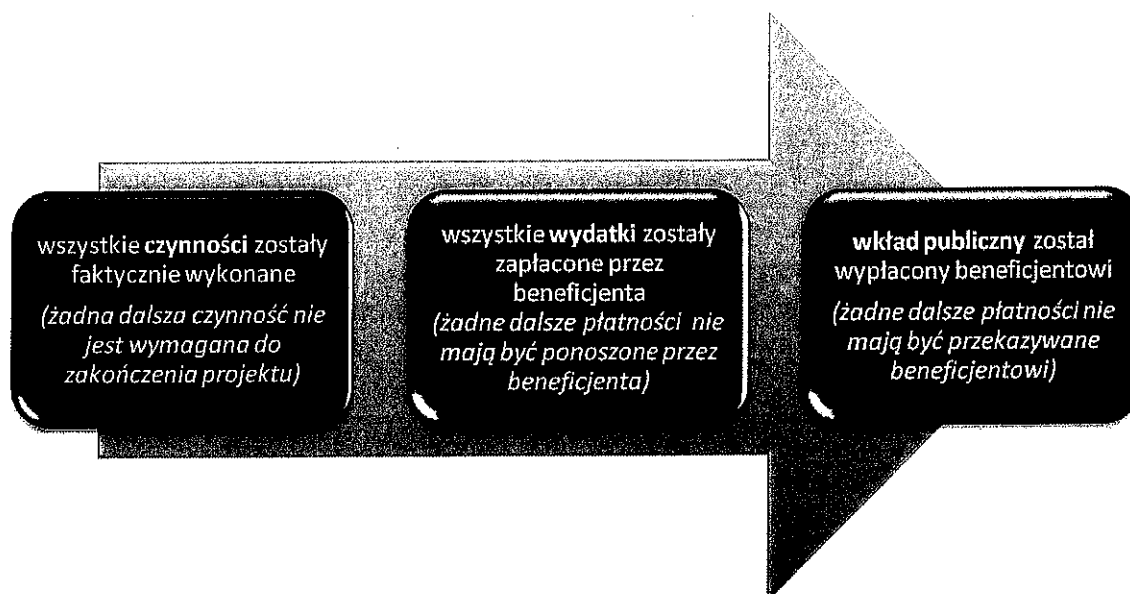 wszystkie czynności zostały
faktycznie wykonane
(żadna dalsza czynność nie
jest wymagana do
zakończenia projektu)
wszystkie wydatki zostały
zapłacone przez
beneficjenta
(żadne dalsze płatności nie
mają być ponoszone przez
beneficjenta)
wkład publiczny został
wypłacony beneficjentowi
(żadne dalsze płatności nie
mają być przekazywane
beneficjentowi)